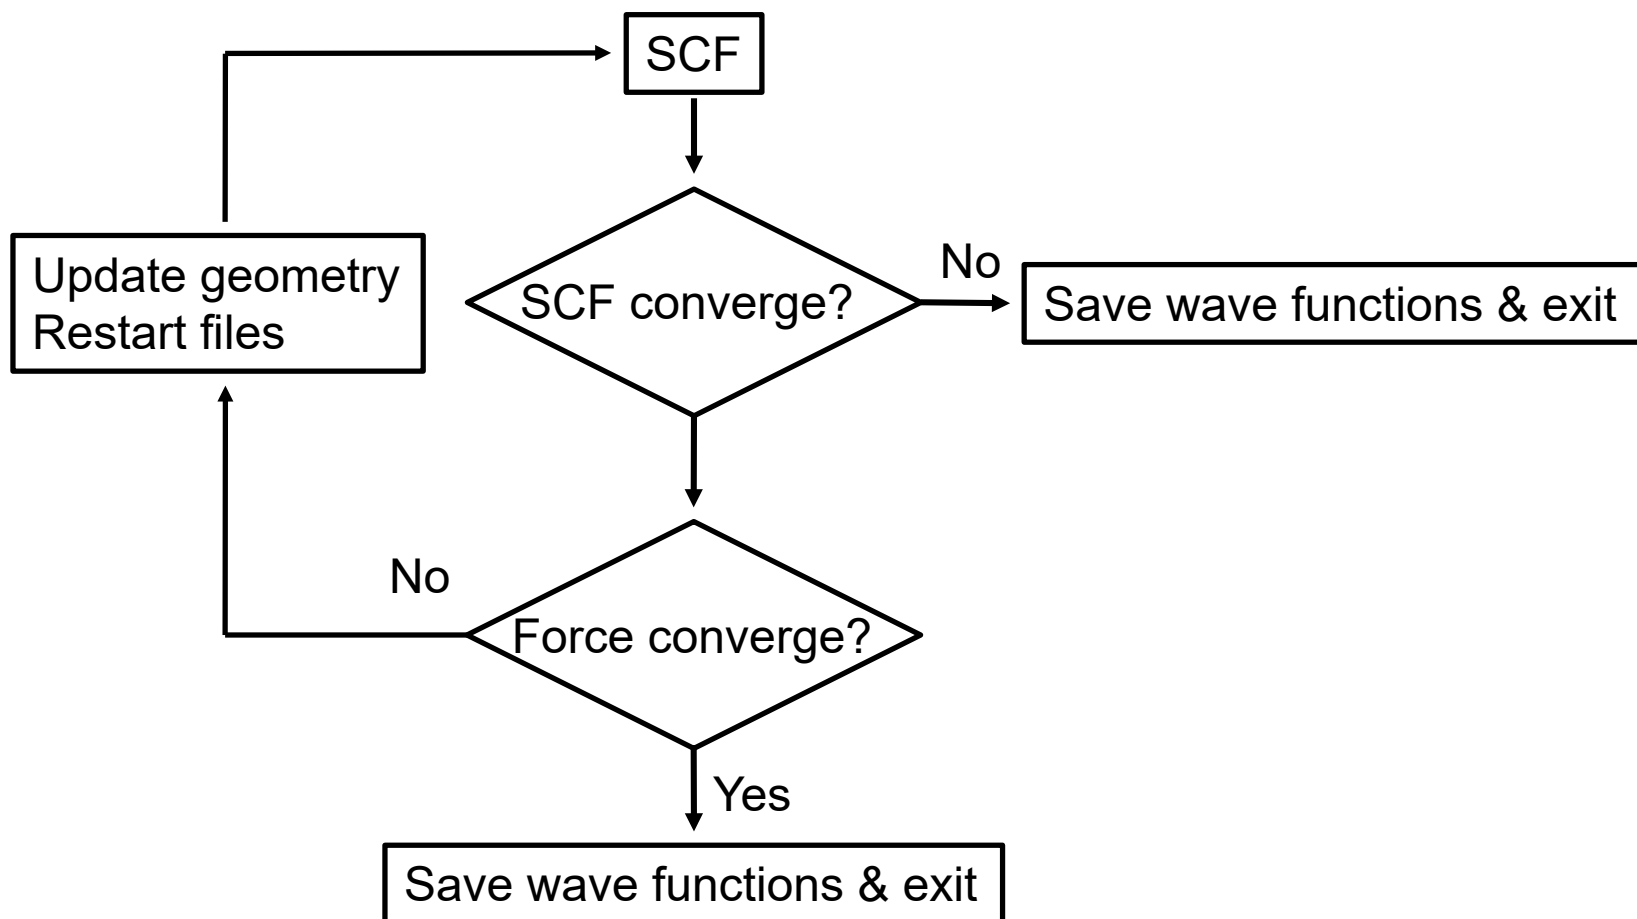 SCF
Update geometry
Restart files
SCF converge?
No
Save wave functions & exit
No
Force converge?
Yes
Save wave functions & exit